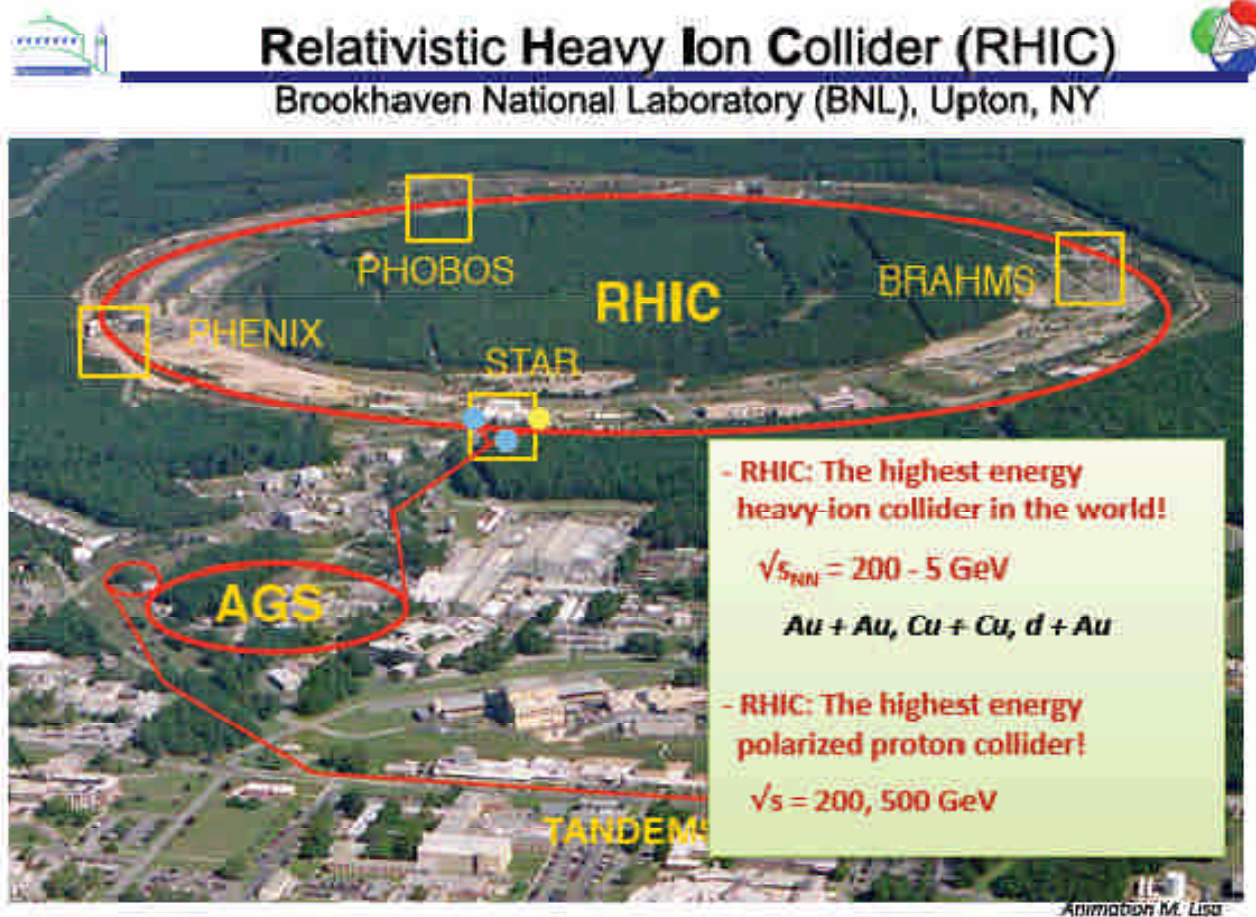 Relativistic Heavy Ion Collider (RHIC)
Brookhaven National Laboratory (BNL), Upton, NY
PHOBOS
BRAHMS
RHIC
PHENIX
STAR
- RHIC: The highest energy
heavy-ion collider in the world!
√sNN = 200 - 5 GeV
Au + Au, Cu + Cu, d + Au
AGS
- RHIC: The highest energy
polarized proton collider!
√s = 200, 500 GeV
TANDEMS
Animation M. Lisa